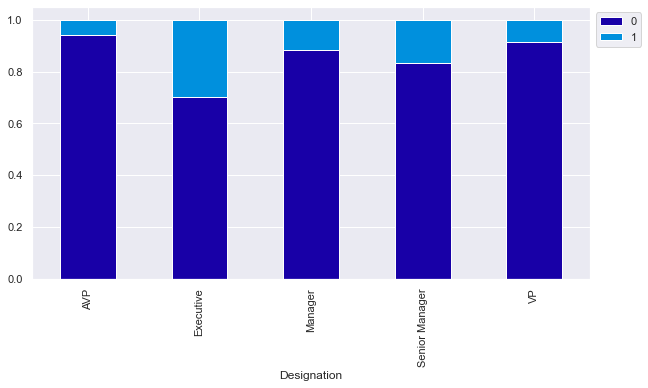 1.0
0.8
0.6
0.4
0.2
0.0
0
1
AVP
Executive
Manager
Senior Manager
VP
Designation